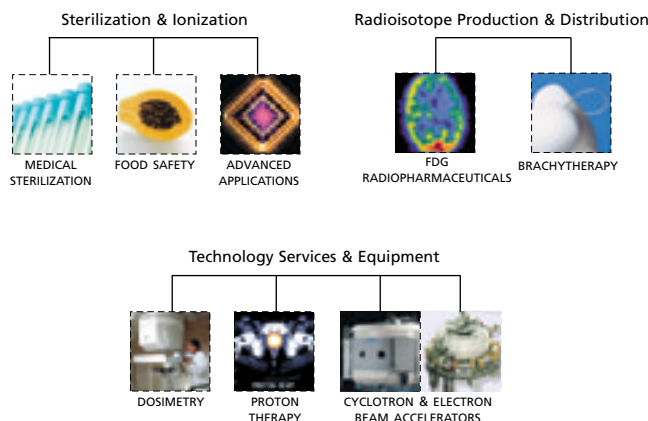 Sterilization & Ionization
Radioisotope Production & Distribution
MEDICAL
STERILIZATION
FOOD SAFETY
ADVANCED
APPLICATIONS
FDG
RADIOPHARMACEUTICALS
BRACHYTHERAPY
Technology Services & Equipment
DOSIMETRY
PROTON
THERAPY
CYCLOTRON & ELECTRON
BEAM ACCELERATORS